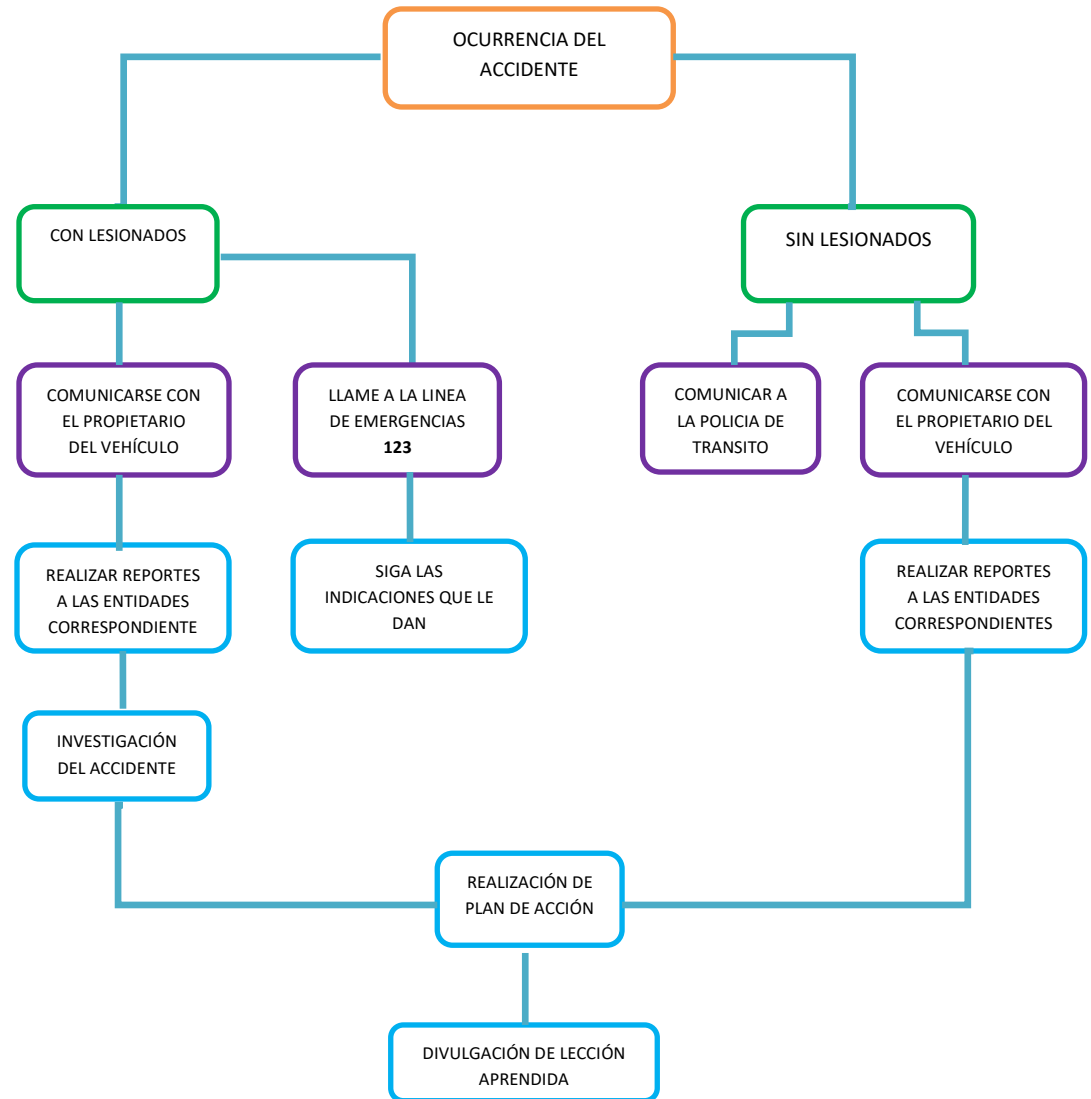 OCURRENCIA DEL
ACCIDENTE
CON LESIONADOS
SIN LESIONADOS
COMUNICARSE CON
EL PROPIETARIO
DEL VEHÍCULO
LLAME A LA LINEA
DE EMERGENCIAS
123
COMUNICAR A
LA POLICIA DE
TRANSITO
COMUNICARSE CON
EL PROPIETARIO DEL
VEHÍCULO
REALIZAR REPORTES
A LAS ENTIDADES
CORRESPONDIENTE
SIGA LAS
INDICACIONES QUE LE
DAN
REALIZAR REPORTES
A LAS ENTIDADES
CORRESPONDIENTES
INVESTIGACIÓN
DEL ACCIDENTE
REALIZACIÓN DE
PLAN DE ACCIÓN
DIVULGACIÓN DE LECCIÓN
APRENDIDA